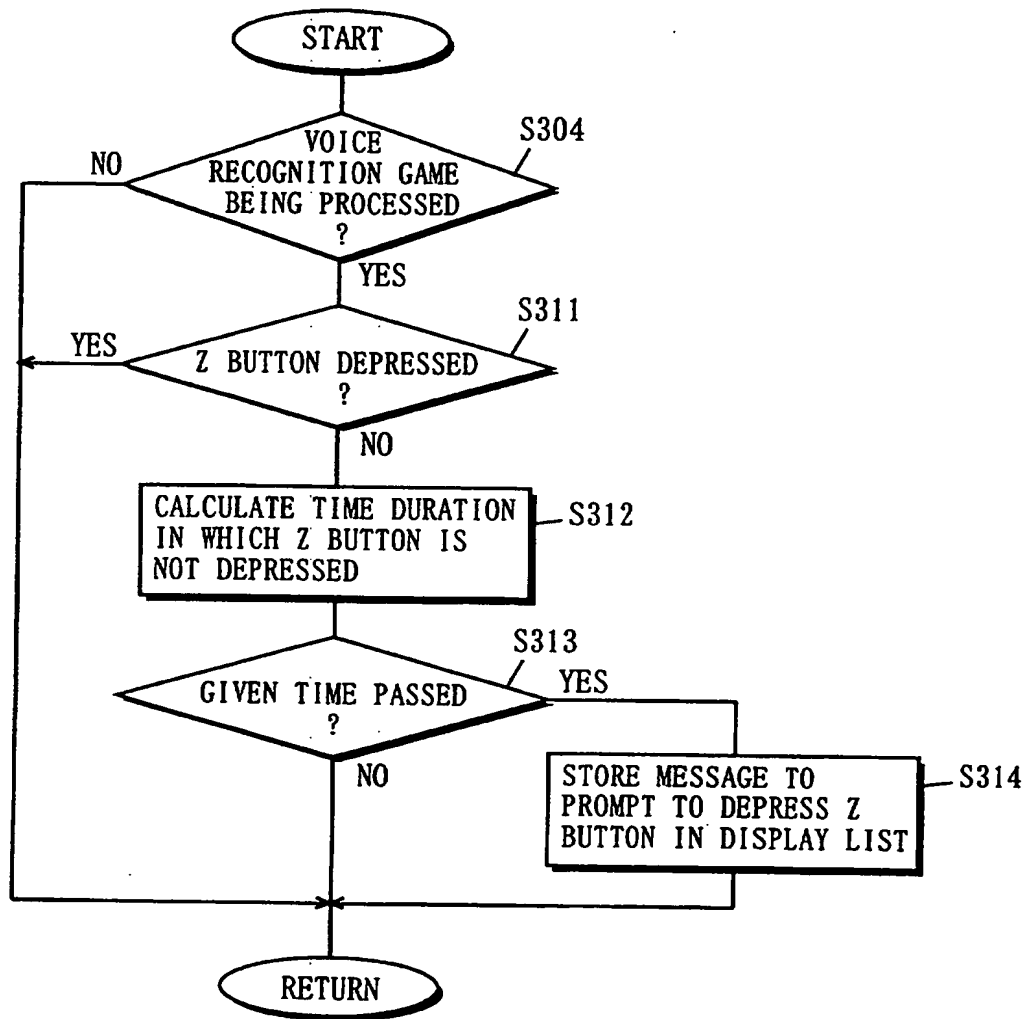 START
VOICE
RECOGNITION GAME
BEING PROCESSED
?
S304
NO
YES
S311
YES
Z BUTTON DEPRESSED
?
NO
CALCULATE TIME DURATION
IN WHICH Z BUTTON IS
NOT DEPRESSED
S312
S313
GIVEN TIME PASSED
?
YES
NO
STORE MESSAGE TO
PROMPT TO DEPRESS Z
BUTTON IN DISPLAY LIST
S314
RETURN